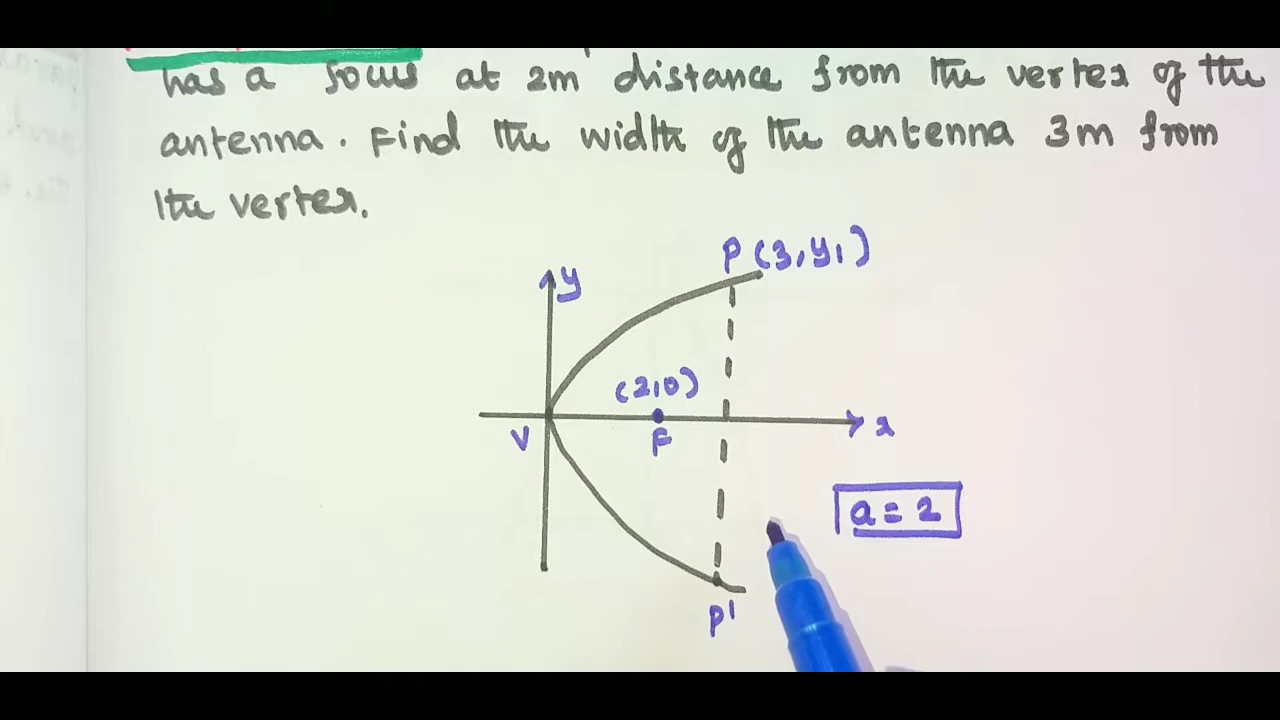 has a focus at 2m distance from the vertex of the
antenna. Find the width of the antenna 3m from
the vertex.
P (3, y1)
y
(2,0)
V
F
x
a = 2
P'